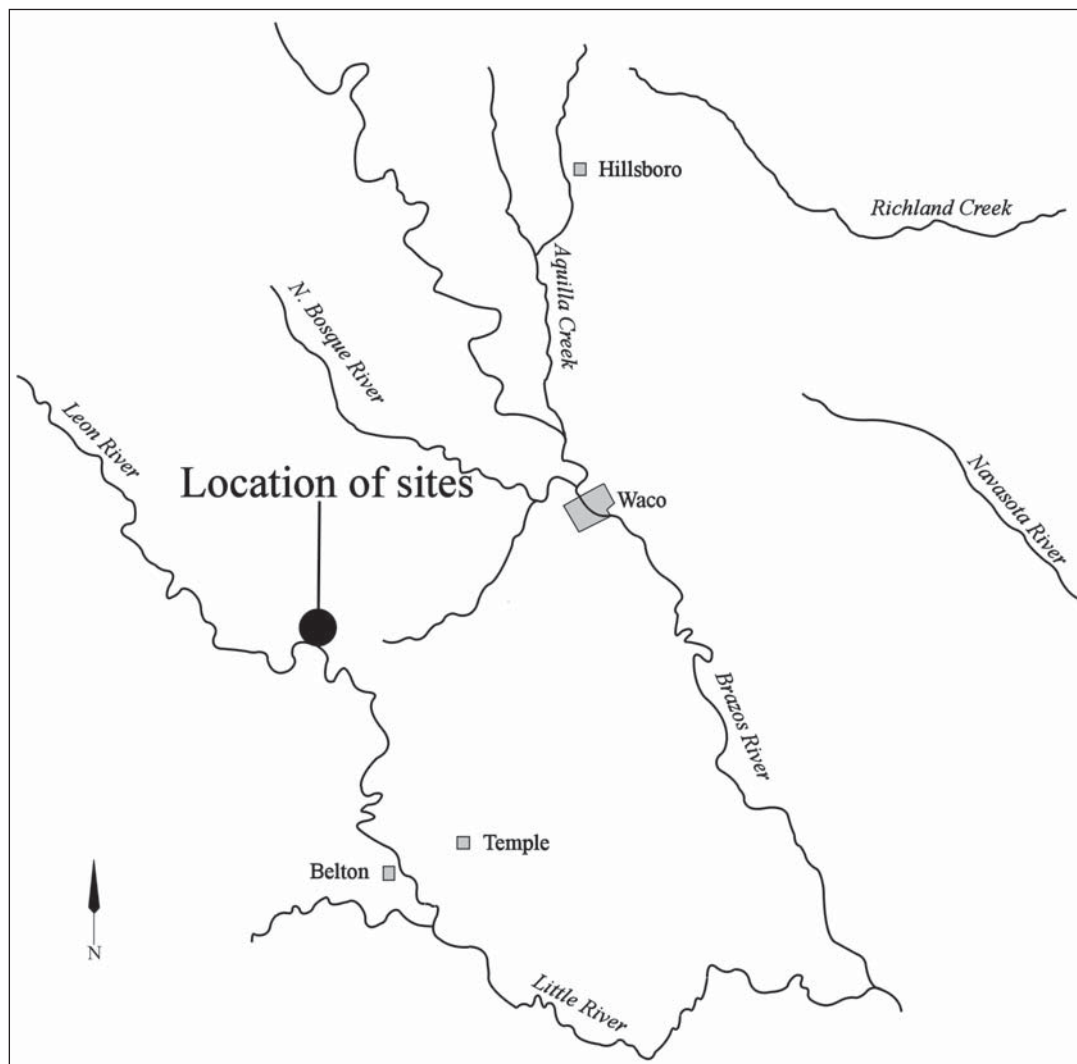 Hillsboro
Richland Creek
Aquilla Creek
N. Bosque River
Leon River
Location of sites
Waco
Navasota River
Brazos River
Temple
Belton
N
Little River